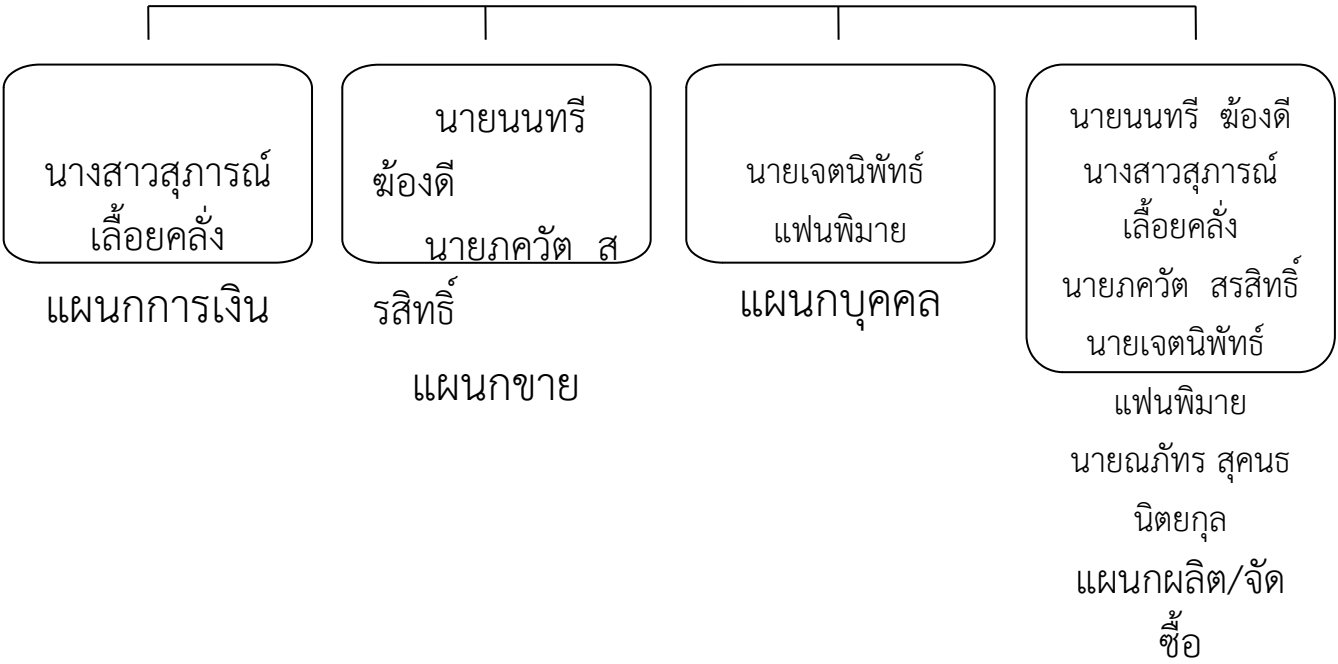 นางสาวสุภารณ์
เลื้อยคลั่ง
แผนกการเงิน
นายนนทรี
ฆ้องดี
นายภควัต ส
รสิทธิ์
แผนกขาย
นายเจตนิพัทธ์
แฟนพิมาย
แผนกบุคคล
นายนนทรี ฆ้องดี
นางสาวสุภารณ์
เลื้อยคลั่ง
นายภควัต สรสิทธิ์
นายเจตนิพัทธ์
แฟนพิมาย
นายณภัทร สุคนธ
นิตยกุล
แผนกผลิต/จัด
ซื้อ